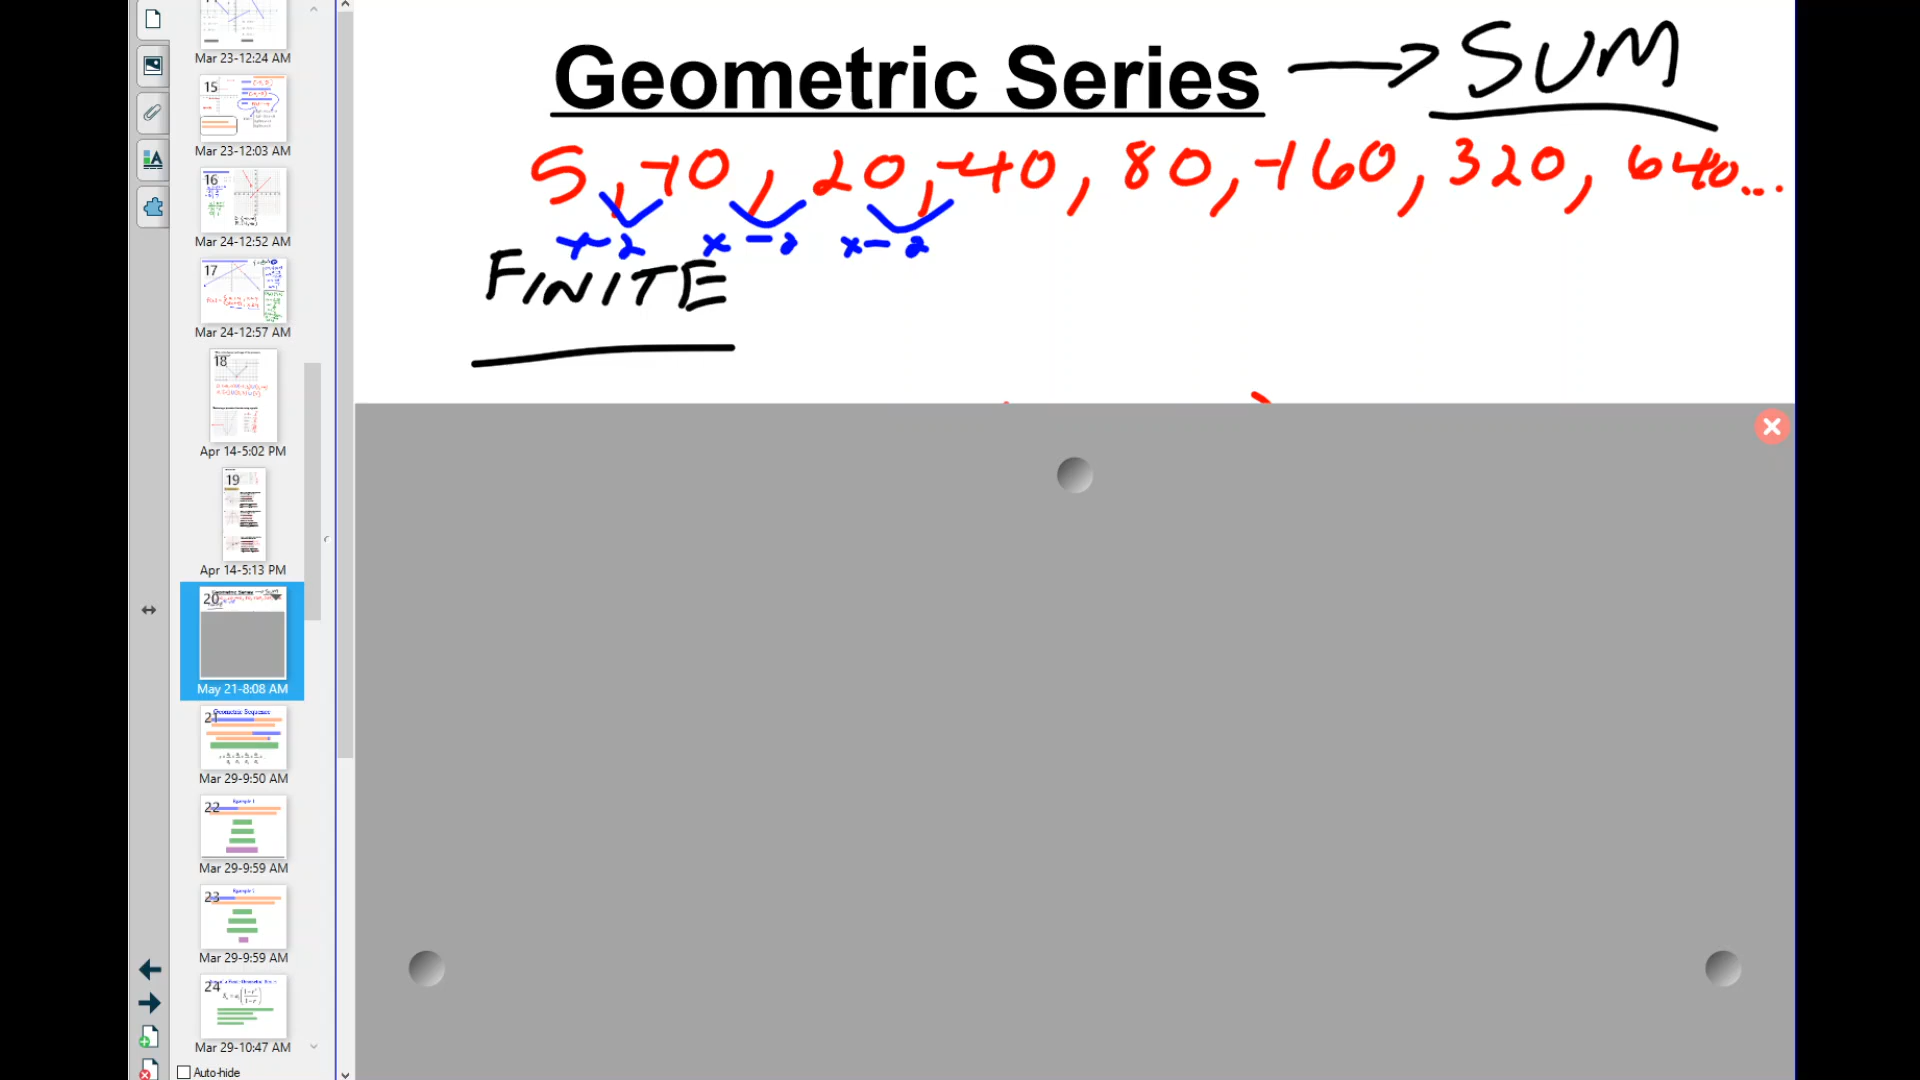 Mar 23-12:24 AM
15
Mar 23-12:03 AM
16
Mar 24-12:52 AM
17
Mar 24-12:57 AM
18
Apr 14-5:02 PM
19
Apr 14-5:13 PM
20
May 21-8:08 AM
21
Geometric Sequence
Mar 29-9:50 AM
22
Mar 29-9:59 AM
23
Mar 29-9:59 AM
24
Mar 29-10:47 AM
Auto-hide
Geometric Series → SUM
5, -10, 20, -40, 80, -160, 320, 640...
x-2 x-2 x-2
FINITE